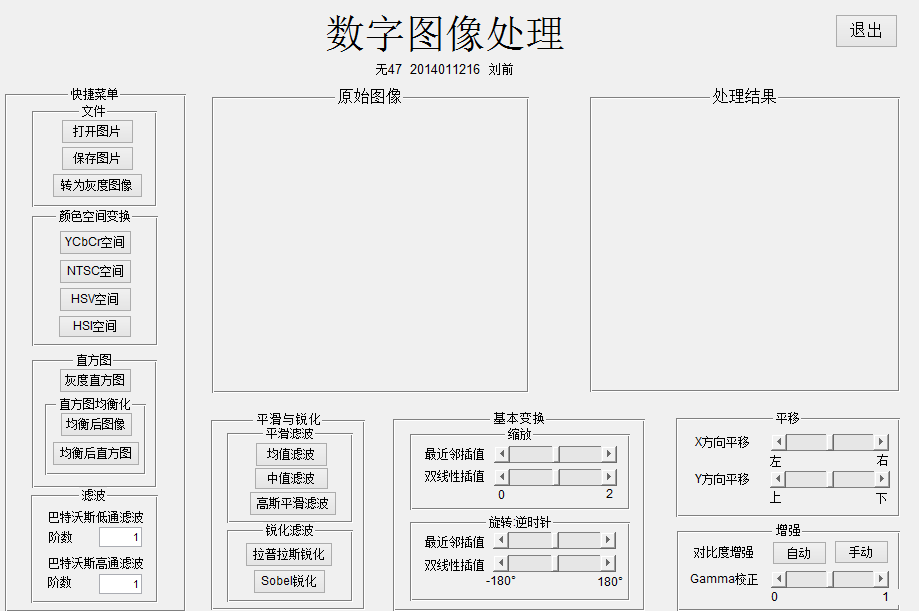 数字图像处理
退出
无47 2014011216 刘前
快捷菜单
文件
打开图片
保存图片
转为灰度图像
颜色空间变换
YCbCr空间
NTSC空间
HSV空间
HSI空间
直方图
灰度直方图
直方图均衡化
均衡后图像
均衡后直方图
滤波
巴特沃斯低通滤波
阶数 1
巴特沃斯高通滤波
阶数 1
原始图像
处理结果
平滑与锐化
平滑滤波
均值滤波
中值滤波
高斯平滑滤波
锐化滤波
拉普拉斯锐化
Sobel锐化
基本变换
缩放
最近邻插值
双线性插值
0 2
旋转:逆时针
最近邻插值
双线性插值
-180° 180°
平移
X方向平移
左 右
Y方向平移
上 下
增强
对比度增强 自动 手动
Gamma校正
0 1